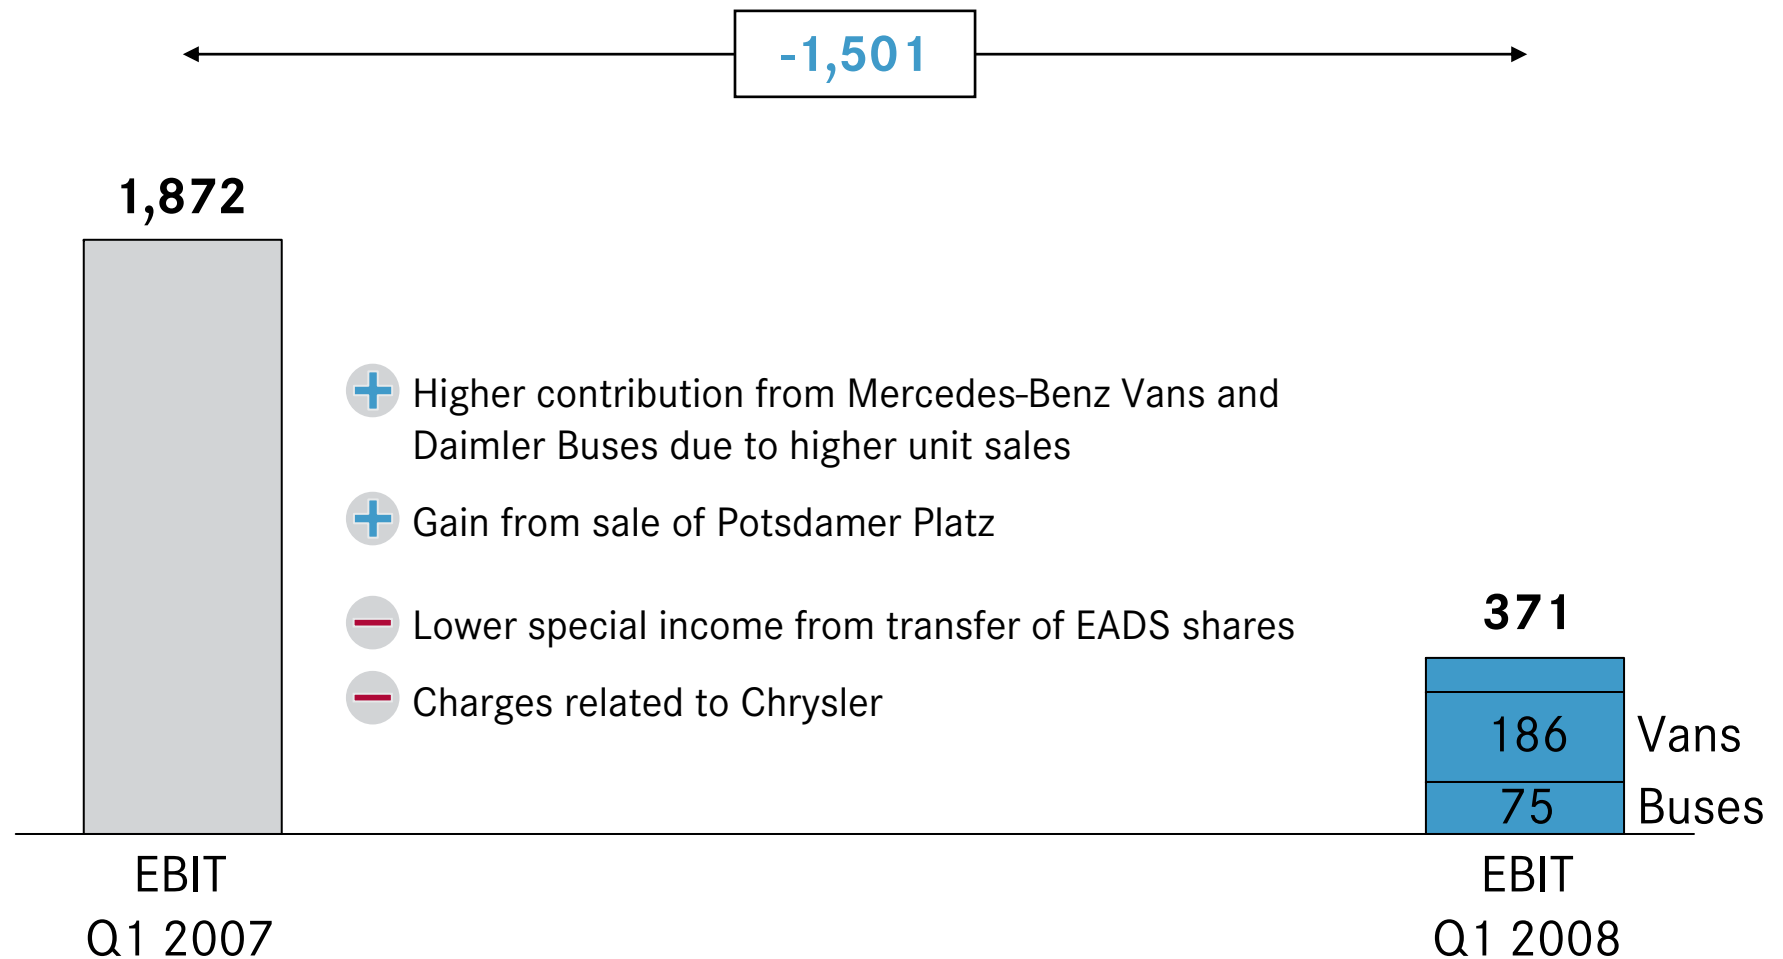 -1,501
1,872
+ Higher contribution from Mercedes-Benz Vans and
Daimler Buses due to higher unit sales
+ Gain from sale of Potsdamer Platz
– Lower special income from transfer of EADS shares
– Charges related to Chrysler
371
186 Vans
75 Buses
EBIT
Q1 2007
EBIT
Q1 2008